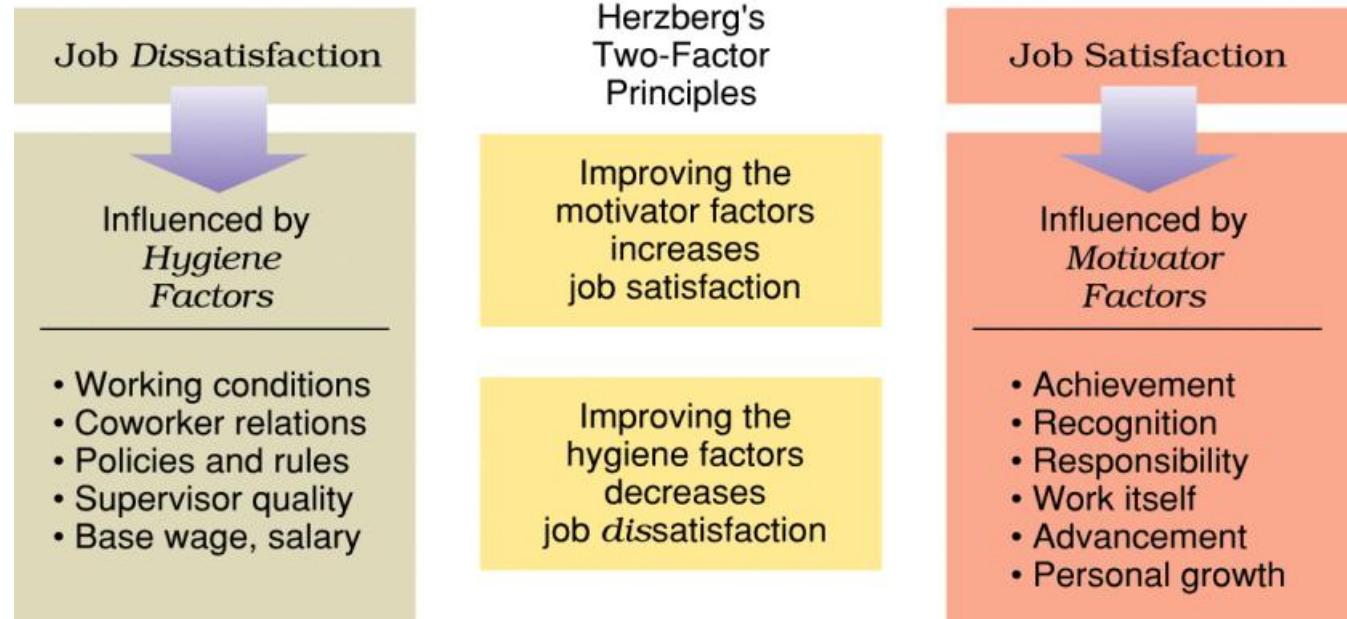 Job Dissatisfaction
Influenced by
Hygiene
Factors
• Working conditions
• Coworker relations
• Policies and rules
• Supervisor quality
• Base wage, salary
Herzberg's
Two-Factor
Principles
Improving the
motivator factors
increases
job satisfaction
Improving the
hygiene factors
decreases
job dissatisfaction
Job Satisfaction
Influenced by
Motivator
Factors
• Achievement
• Recognition
• Responsibility
• Work itself
• Advancement
• Personal growth